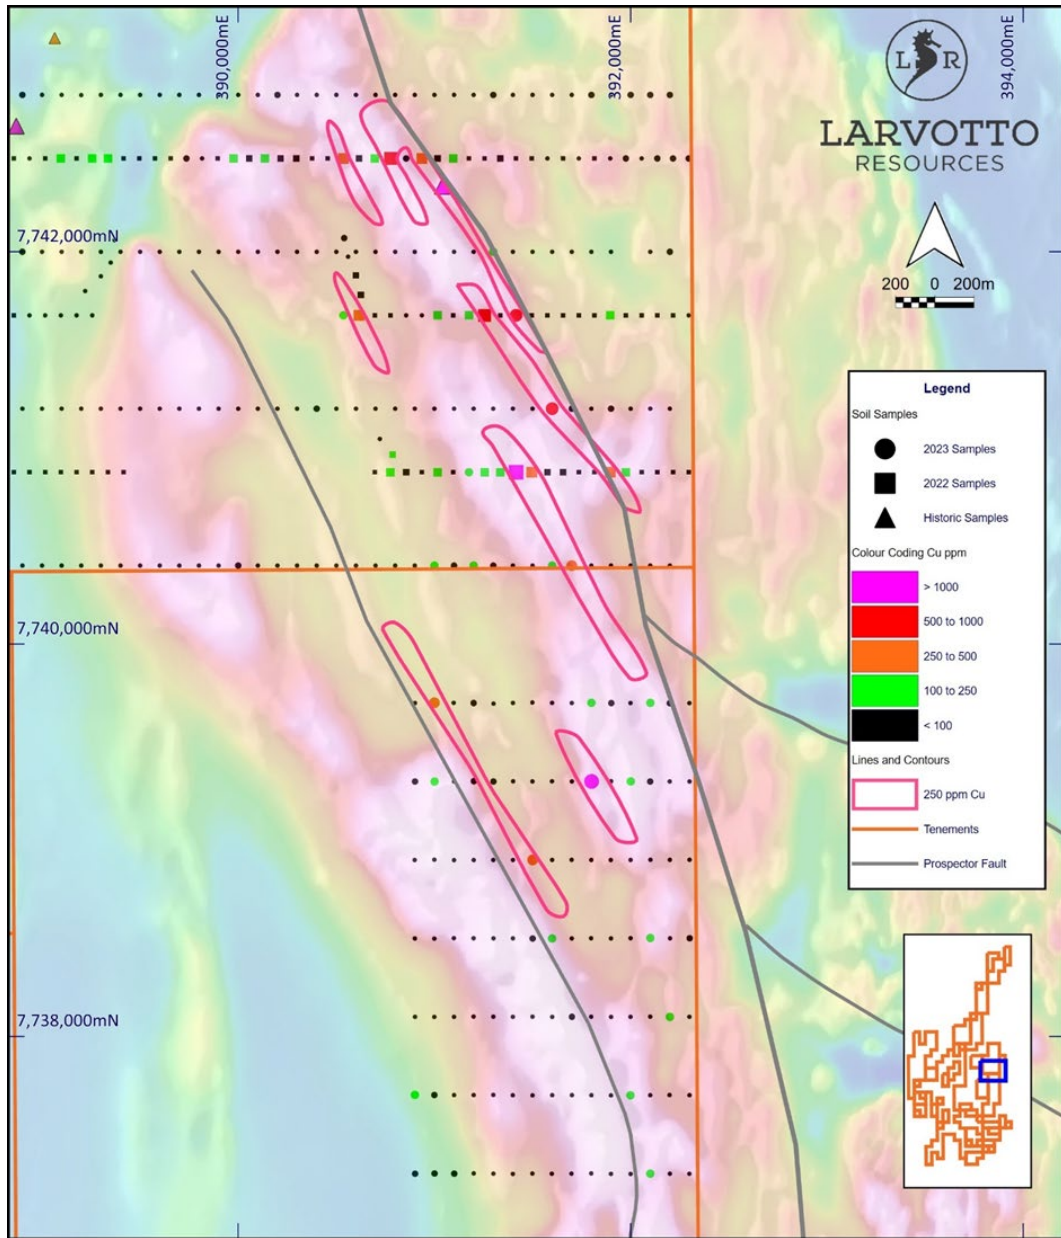 390,000mE
392,000mE
394,000mE
L R
LARVOTTO
RESOURCES
7,742,000mN
200 0 200m
Legend
Soil Samples
2023 Samples
2022 Samples
Historic Samples
Colour Coding Cu ppm
> 1000
500 to 1000
250 to 500
100 to 250
< 100
Lines and Contours
250 ppm Cu
Tenements
Prospector Fault
7,740,000mN
7,738,000mN